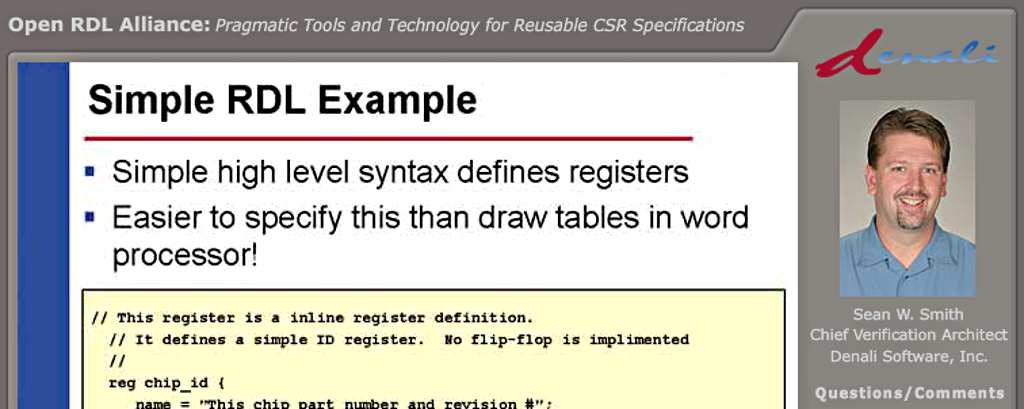 Open RDL Alliance: Pragmatic Tools and Technology for Reusable CSR Specifications
denali
Simple RDL Example
Simple high level syntax defines registers
Easier to specify this than draw tables in word
processor!
// This register is a inline register definition.
// It defines a simple ID register. No flip-flop is implimented
//
reg chip_id {
name = "This chip part number and revision #";
Sean W. Smith
Chief Verification Architect
Denali Software, Inc.
Questions/Comments